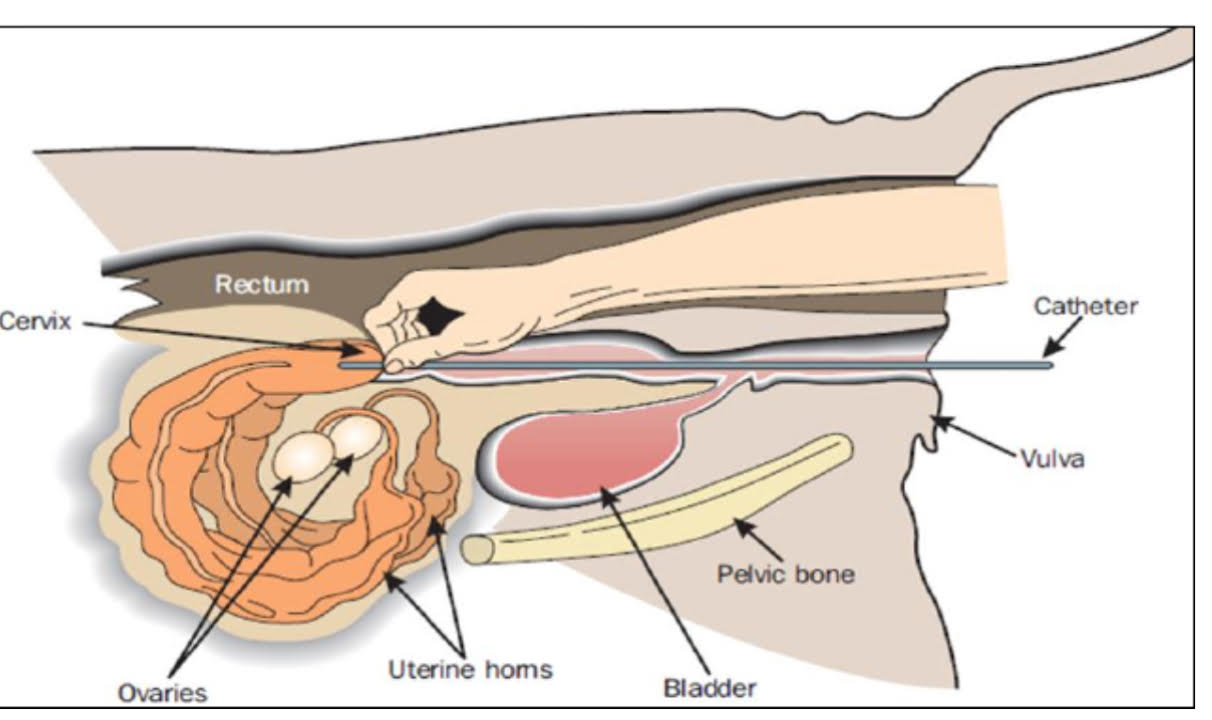 Rectum
Cervix
Catheter
Vulva
Pelvic bone
Uterine horns
Ovaries
Bladder